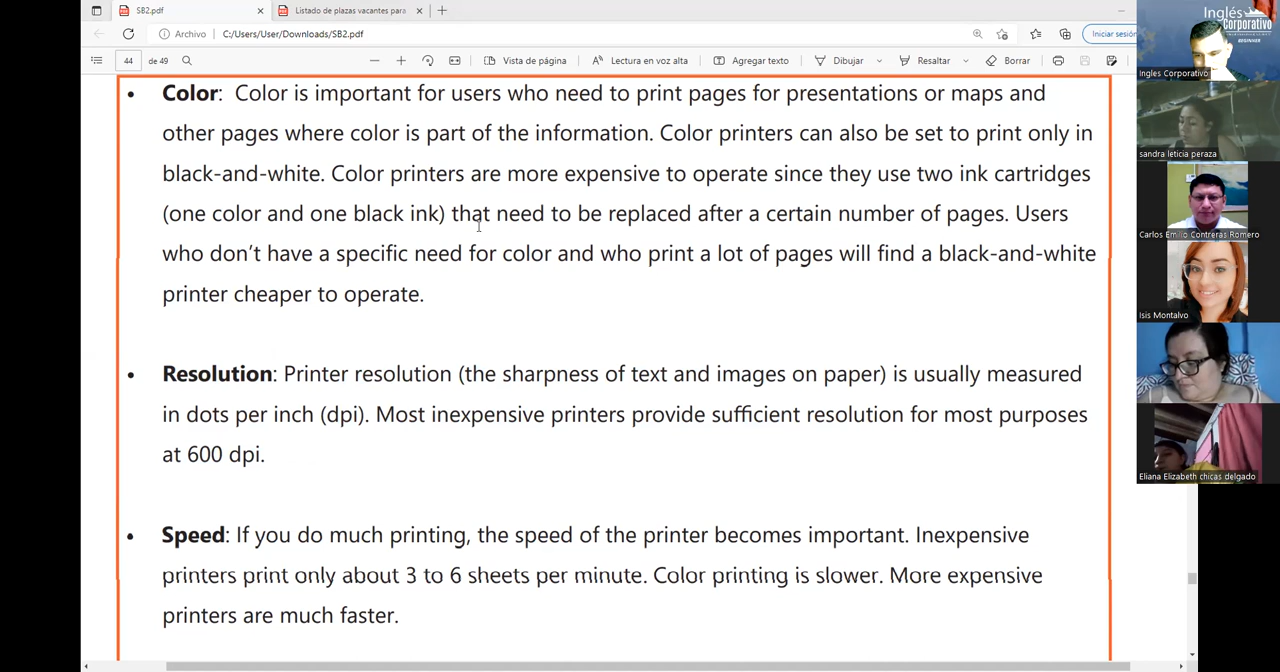 SB2.pdf
Listado de plazas vacantes para
Archivo
C:/Users/User/Downloads/SB2.pdf
Iniciar sesión
44
de 49
Vista de página
Lectura en voz alta
Agregar texto
Dibujar
Resaltar
Borrar
• Color: Color is important for users who need to print pages for presentations or maps and
other pages where color is part of the information. Color printers can also be set to print only in
black-and-white. Color printers are more expensive to operate since they use two ink cartridges
(one color and one black ink) that need to be replaced after a certain number of pages. Users
who don't have a specific need for color and who print a lot of pages will find a black-and-white
printer cheaper to operate.
• Resolution: Printer resolution (the sharpness of text and images on paper) is usually measured
in dots per inch (dpi). Most inexpensive printers provide sufficient resolution for most purposes
at 600 dpi.
• Speed: If you do much printing, the speed of the printer becomes important. Inexpensive
printers print only about 3 to 6 sheets per minute. Color printing is slower. More expensive
printers are much faster.
Inglés
Corporativo
BEGINNER
Ingles Corporativo
sandra leticia peraza
Carlos Emilio Contreras Romero
Isis Montalvo
Eliana Elizabeth chicas delgado